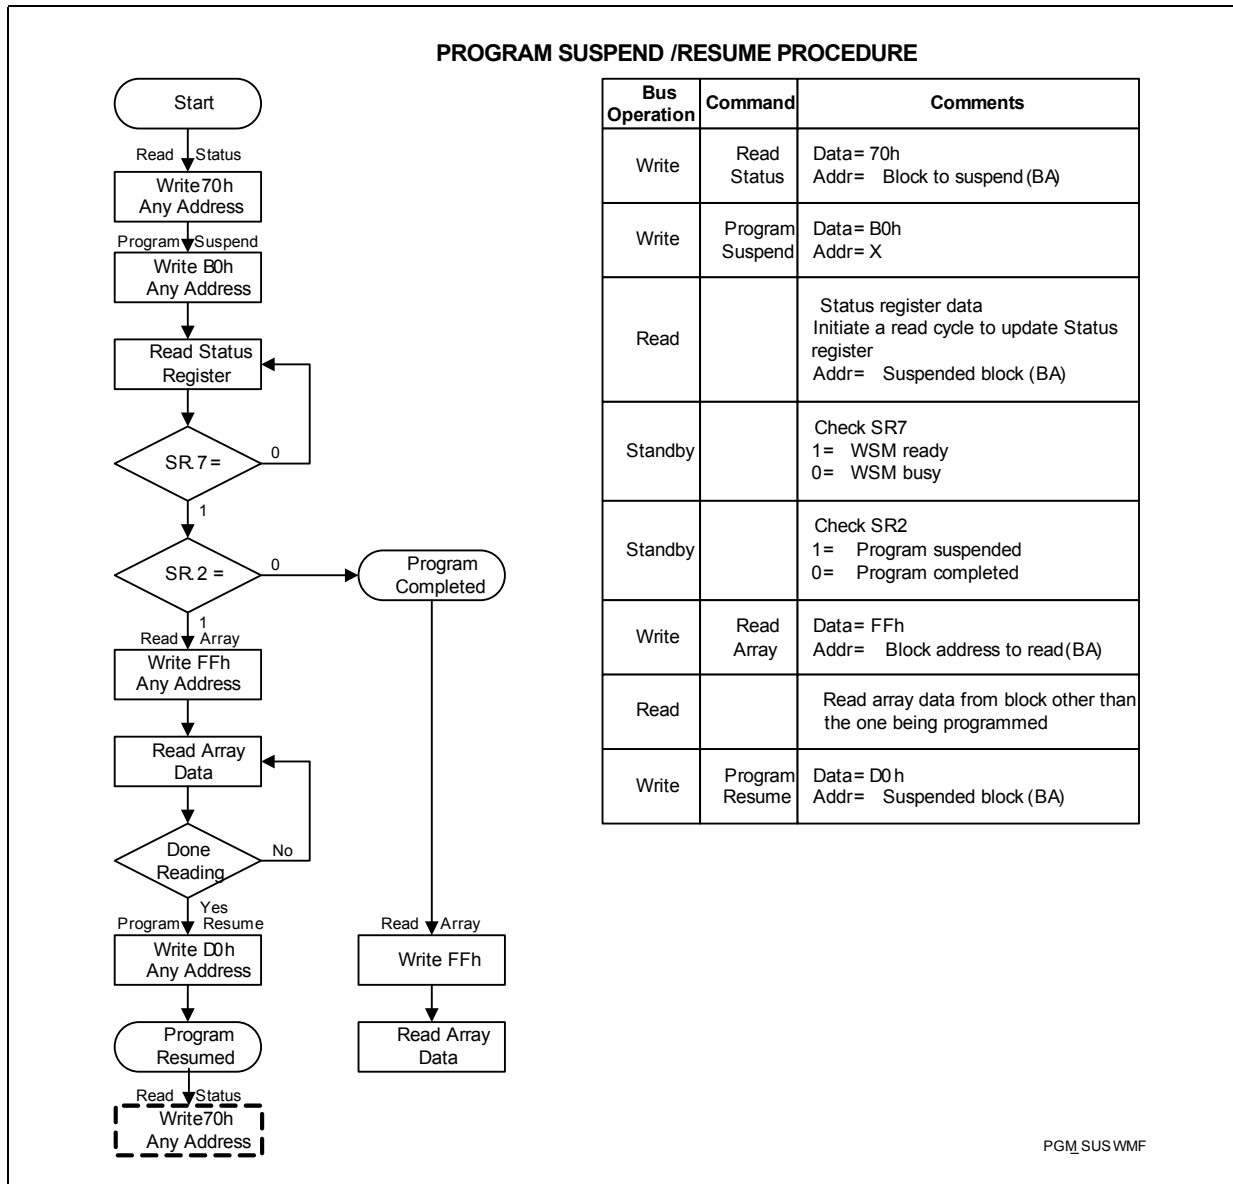 PROGRAM SUSPEND /RESUME PROCEDURE
Start
Read Status
Write70h
Any Address
Program Suspend
Write B0h
Any Address
Read Status
Register
SR.7 =
0
1
SR.2 =
0
Program
Completed
1
Read Array
Write FFh
Any Address
Read Array
Data
Done
Reading
No
Yes
Program Resume
Write D0h
Any Address
Program
Resumed
Read Status
Write70h
Any Address
Read Array
Write FFh
Read Array
Data
Bus
Operation
Command
Comments
Write
Read
Status
Data= 70h
Addr= Block to suspend (BA)
Write
Program
Suspend
Data= B0h
Addr= X
Read
Status register data
Initiate a read cycle to update Status
register
Addr= Suspended block (BA)
Standby
Check SR7
1= WSM ready
0= WSM busy
Standby
Check SR2
1= Program suspended
0= Program completed
Write
Read
Array
Data= FFh
Addr= Block address to read (BA)
Read
Read array data from block other than
the one being programmed
Write
Program
Resume
Data= D0h
Addr= Suspended block (BA)
PGM_SUS WMF